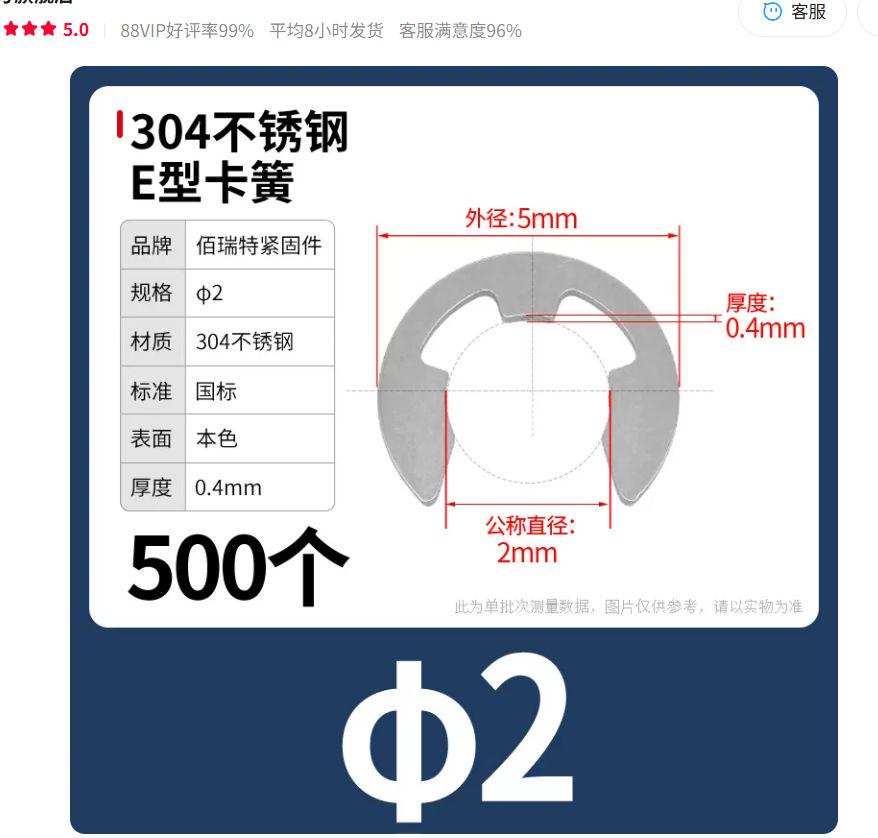 5.0 88VIP好评率99% 平均8小时发货 客服满意度96%
客服
304不锈钢
E型卡簧
品牌 佰瑞特紧固件
规格 ф2
材质 304不锈钢
标准 国标
表面 本色
厚度 0.4mm
500个
外径:5mm
厚度:
0.4mm
公称直径:
2mm
此为单批次测量数据，图片仅供参考，请以实物为准
ф2